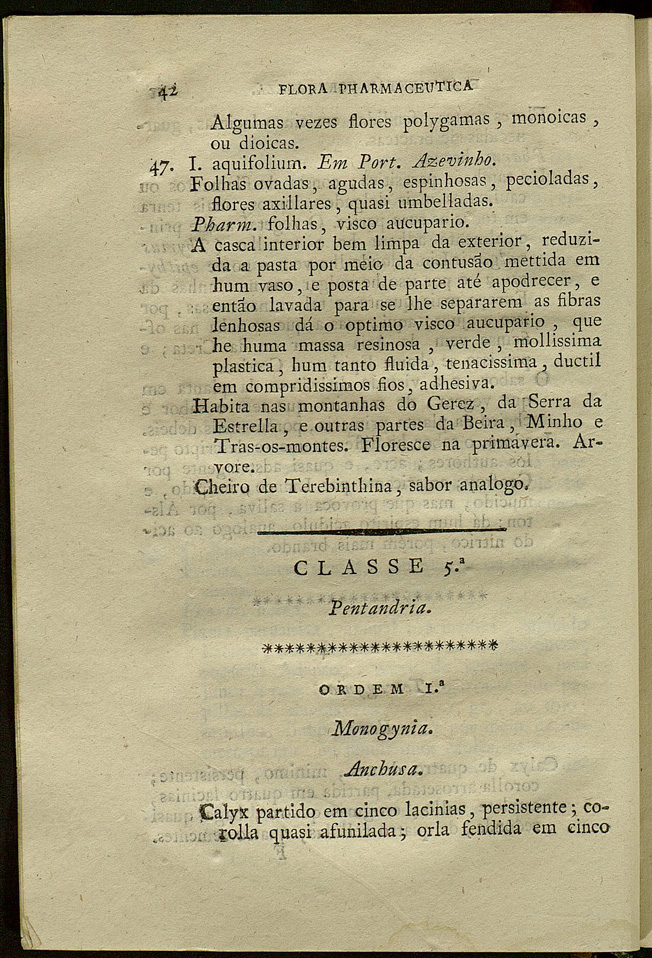 42 FLORA PHARMACEUTICA
Algumas vezes flores polygamas, monoicas,
ou dioicas.
47. I. aquifolium. Em Port. Azevinho.
Folhas ovadas, agudas, espinhosas, pecioladas,
flores axillares, quasi umbelladas.
Pharm. folhas, visco aucupario.
A casca interior bem limpa da exterior, reduzi-
da a pasta por meio da contusão mettida em
hum vaso, e posta de parte até apodrecer, e
então lavada para se lhe separarem as fibras
lenhosas dá o optimo visco aucupario, que
he huma massa resinosa, verde, mollissima
plastica, hum tanto fluida, tenacissima, ductil
em compridissimos fios, adhesiva.
Habita nas montanhas do Gerez, da Serra da
Estrella, e outras partes da Beira, Minho e
Tras-os-montes. Floresce na primavera. Ar-
vore.
Cheiro de Terebinthina, sabor analogo.
CLASSE 5.ª
Pentandria.
**********************
ORDEM I.ª
Monogynia.
Anchusa.
Calyx partido em cinco lacinias, persistente; co-
rolla quasi afunilada; orla fendida em cinco